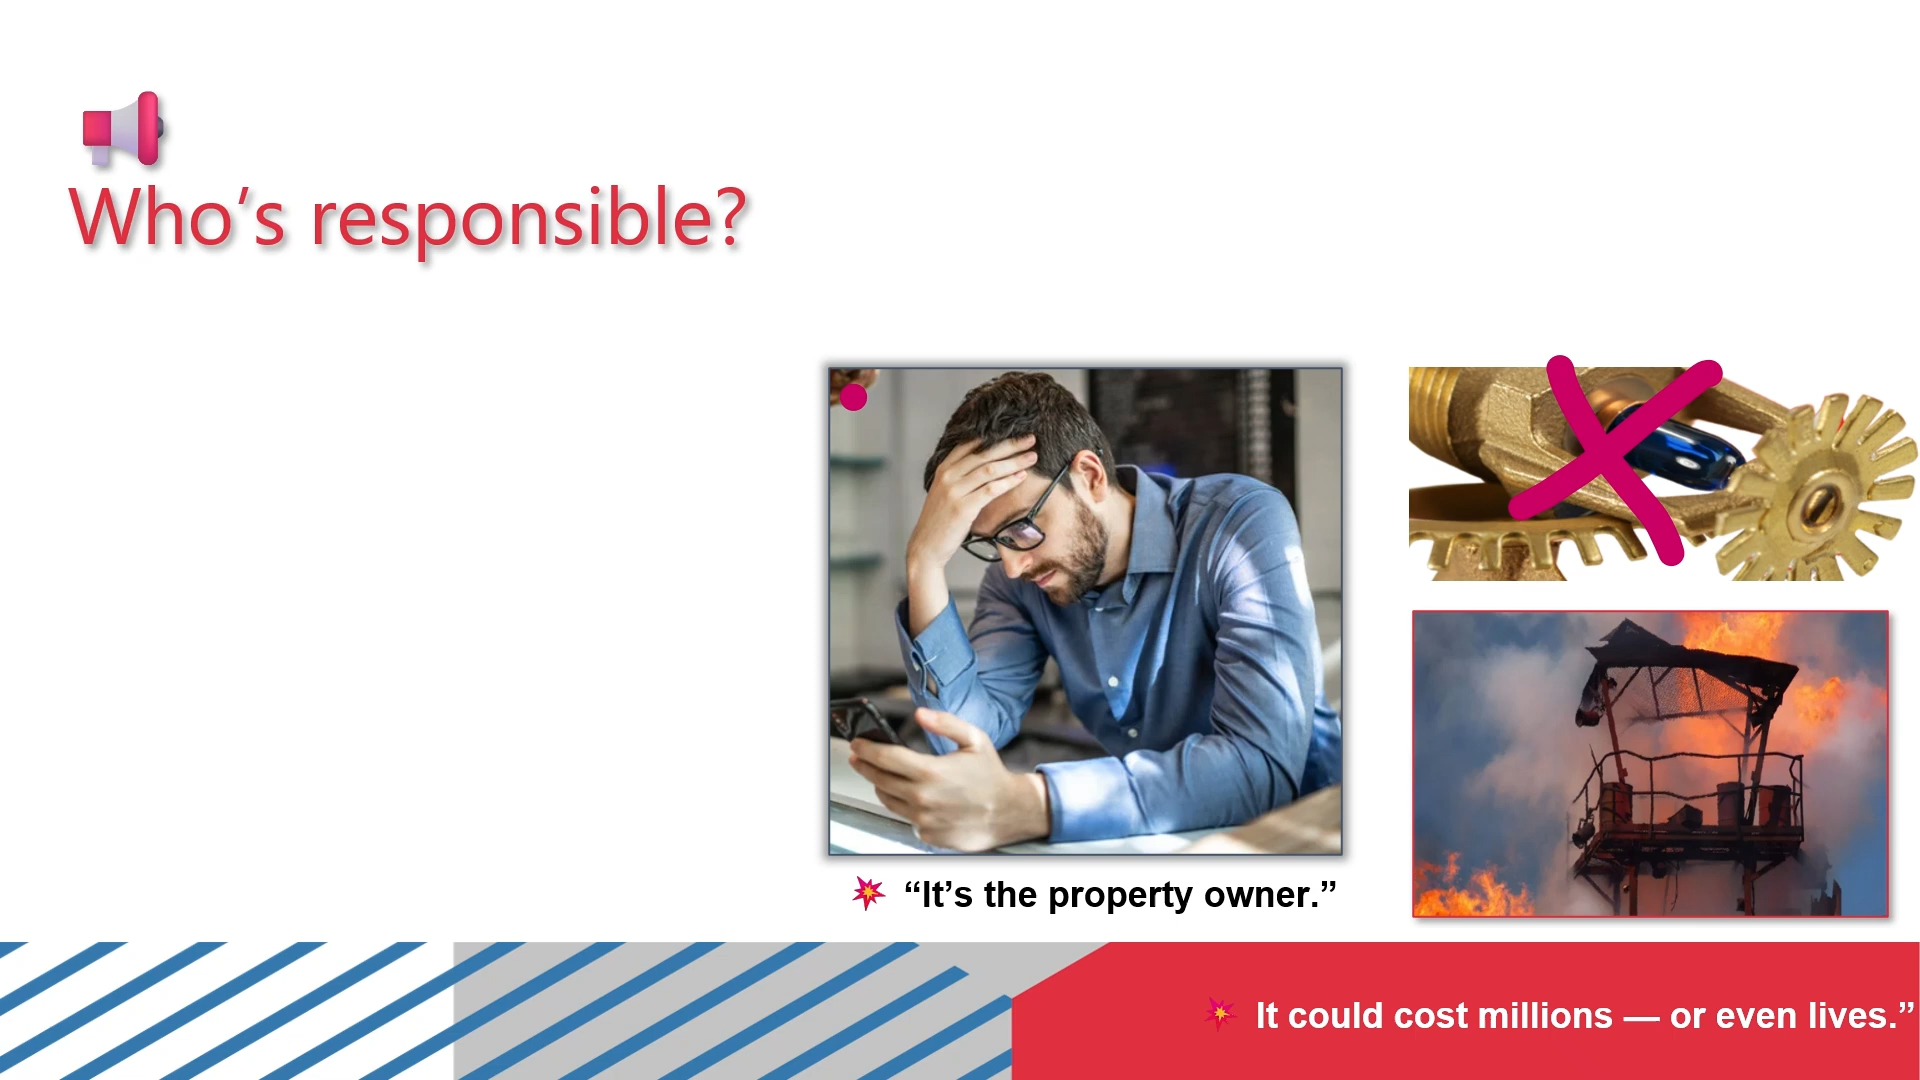 Who’s responsible?
“It’s the property owner.”
It could cost millions — or even lives.”